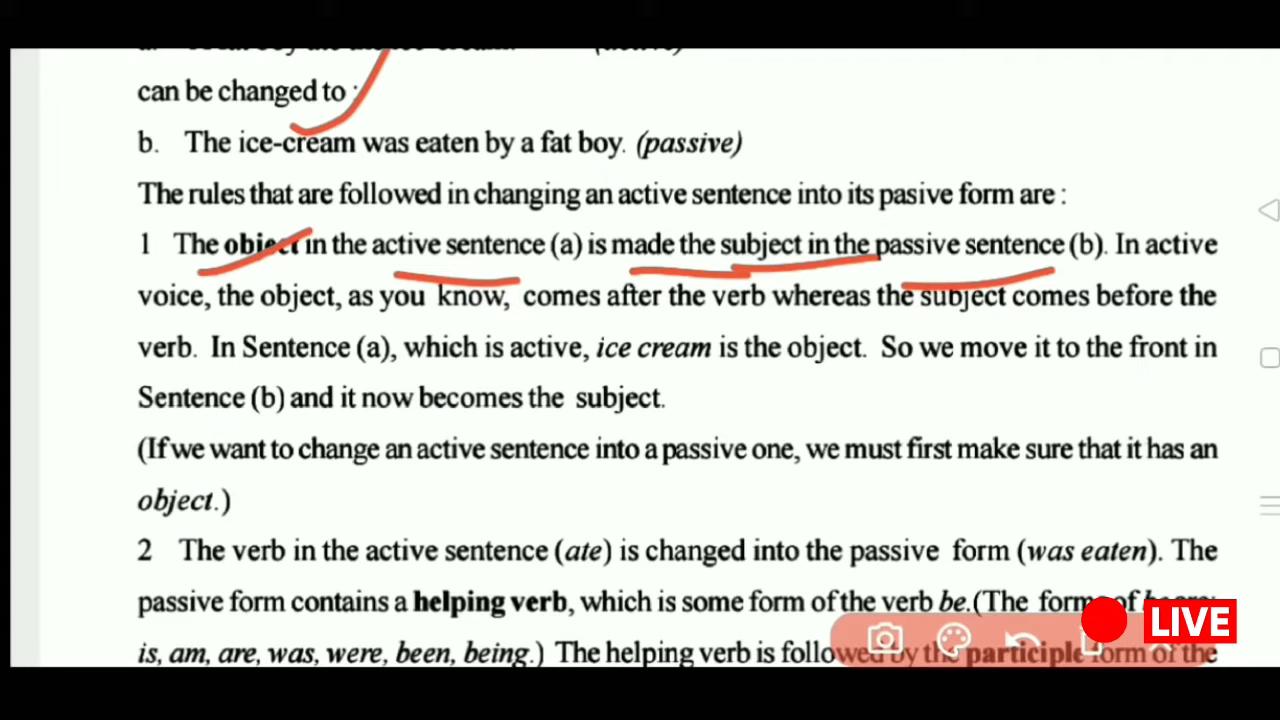 can be changed to :
b. The ice-cream was eaten by a fat boy. (passive)
The rules that are followed in changing an active sentence into its pasive form are :
1 The object in the active sentence (a) is made the subject in the passive sentence (b). In active
voice, the object, as you know, comes after the verb whereas the subject comes before the
verb. In Sentence (a), which is active, ice cream is the object. So we move it to the front in
Sentence (b) and it now becomes the subject.
(If we want to change an active sentence into a passive one, we must first make sure that it has an
object.)
2 The verb in the active sentence (ate) is changed into the passive form (was eaten). The
passive form contains a helping verb, which is some form of the verb be.(The forms of
LIVE
is, am, are, was, were, been, being.) The helping verb is followed by the participle form of the